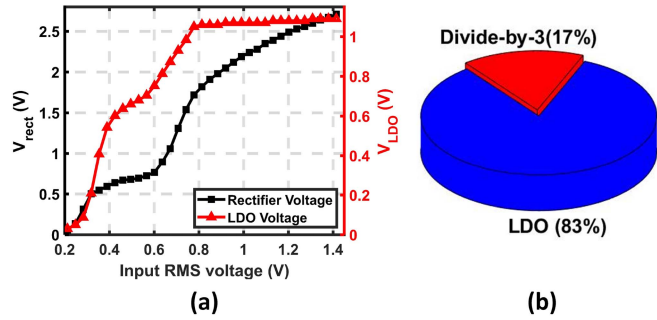 2.5
2
1.5
1
0.5
0
V_rect (V)
1
0.8
0.6
0.4
0.2
0
V_LDO (V)
Rectifier Voltage
LDO Voltage
0.2 0.4 0.6 0.8 1 1.2 1.4
Input RMS voltage (V)
(a)
Divide-by-3(17%)
LDO (83%)
(b)